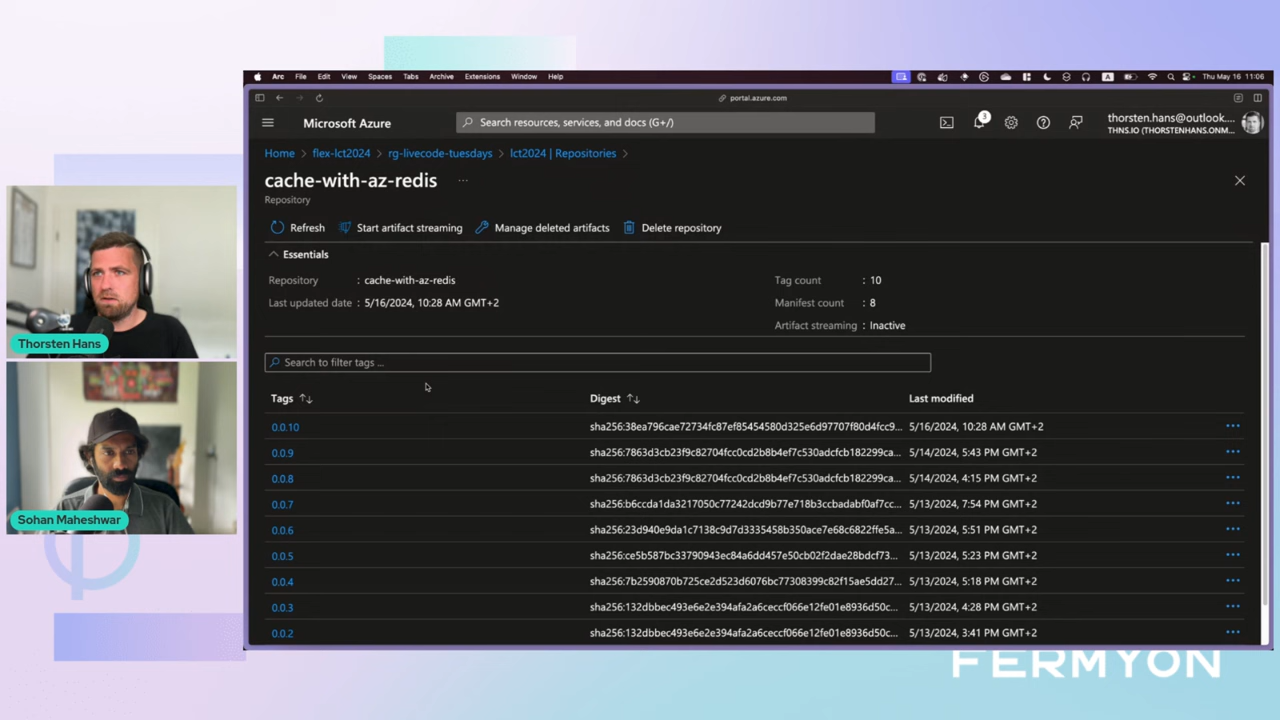 Arc File Edit View Spaces Tabs Archive Extensions Window Help Thu May 16 11:06
portal.azure.com
Microsoft Azure
Search resources, services, and docs (G+/)
3
thorsten.hans@outlook....
THNS.IO (THORSTENHANS.ONM...
Home > flex-lct2024 > rg-livecode-tuesdays > lct2024 | Repositories >
cache-with-az-redis ...
Repository
Refresh Start artifact streaming Manage deleted artifacts Delete repository
Essentials
Repository : cache-with-az-redis Tag count : 10
Last updated date : 5/16/2024, 10:28 AM GMT+2 Manifest count : 8
Artifact streaming : Inactive
Search to filter tags ...
Tags Digest Last modified
0.0.10 sha256:38ea796cae72734fc87ef85454580d325e6d97707f80d4fcc9... 5/16/2024, 10:28 AM GMT+2
0.0.9 sha256:7863d3cb23f9c82704fcc0cd2b8b4ef7c530adcfcb182299ca... 5/14/2024, 5:43 PM GMT+2
0.0.8 sha256:7863d3cb23f9c82704fcc0cd2b8b4ef7c530adcfcb182299ca... 5/14/2024, 4:15 PM GMT+2
0.0.7 sha256:b6ccda1da3217050c77242dcd9b77e718b3ccbadabf0af7cc... 5/13/2024, 7:54 PM GMT+2
0.0.6 sha256:23d940e9da1c7138c9d7d3335458b350ace7e68c6822ffe5a... 5/13/2024, 5:51 PM GMT+2
0.0.5 sha256:ce5b587bc33790943ec84a6dd457e50cb02f2dae28bdcf73... 5/13/2024, 5:23 PM GMT+2
0.0.4 sha256:7b2590870b725ce2d523d6076bc77308399c82f15ae5dd27... 5/13/2024, 5:18 PM GMT+2
0.0.3 sha256:132dbbec493e6e2e394afa2a6ceccf066e12fe01e8936d50c... 5/13/2024, 4:28 PM GMT+2
0.0.2 sha256:132dbbec493e6e2e394afa2a6ceccf066e12fe01e8936d50c... 5/13/2024, 3:41 PM GMT+2
Thorsten Hans
Sohan Maheshwar
FERMYON